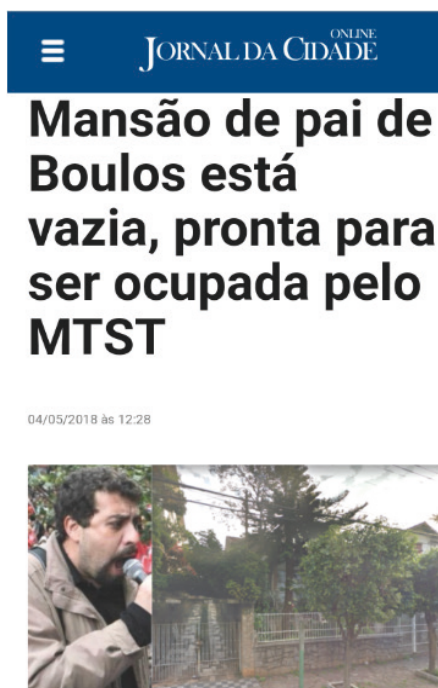 ONLINE
JORNAL DA CIDADE
Mansão de pai de
Boulos está
vazia, pronta para
ser ocupada pelo
MTST
04/05/2018 às 12:28